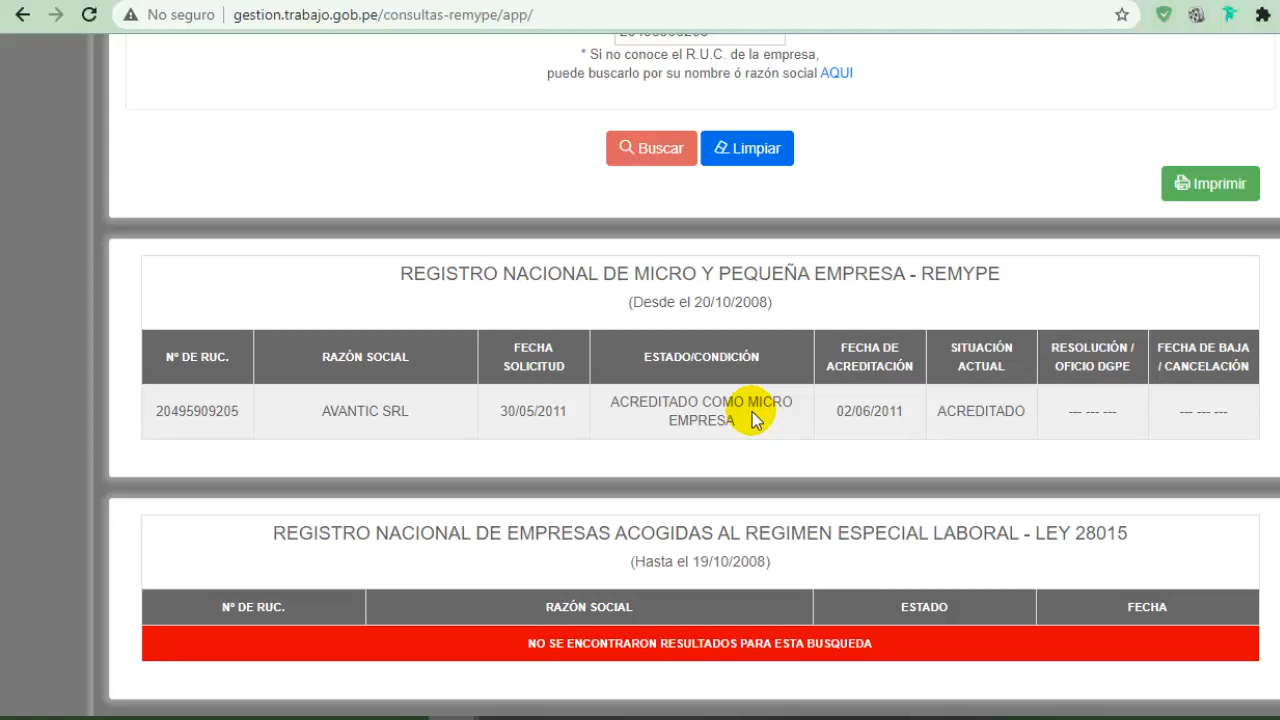 No seguro
gestion.trabajo.gob.pe/consultas-remype/app/
* Si no conoce el R.U.C. de la empresa,
puede buscarlo por su nombre ó razón social AQUI
Buscar
Limpiar
Imprimir
REGISTRO NACIONAL DE MICRO Y PEQUEÑA EMPRESA - REMYPE
(Desde el 20/10/2008)
Nº DE RUC.
RAZÓN SOCIAL
FECHA
SOLICITUD
ESTADO/CONDICIÓN
FECHA DE
ACREDITACIÓN
SITUACIÓN
ACTUAL
RESOLUCIÓN /
OFICIO DGPE
FECHA DE BAJA
/ CANCELACIÓN
20495909205
AVANTIC SRL
30/05/2011
ACREDITADO COMO MICRO
EMPRESA
02/06/2011
ACREDITADO
--- --- ---
--- --- ---
REGISTRO NACIONAL DE EMPRESAS ACOGIDAS AL REGIMEN ESPECIAL LABORAL - LEY 28015
(Hasta el 19/10/2008)
Nº DE RUC.
RAZÓN SOCIAL
ESTADO
FECHA
NO SE ENCONTRARON RESULTADOS PARA ESTA BUSQUEDA